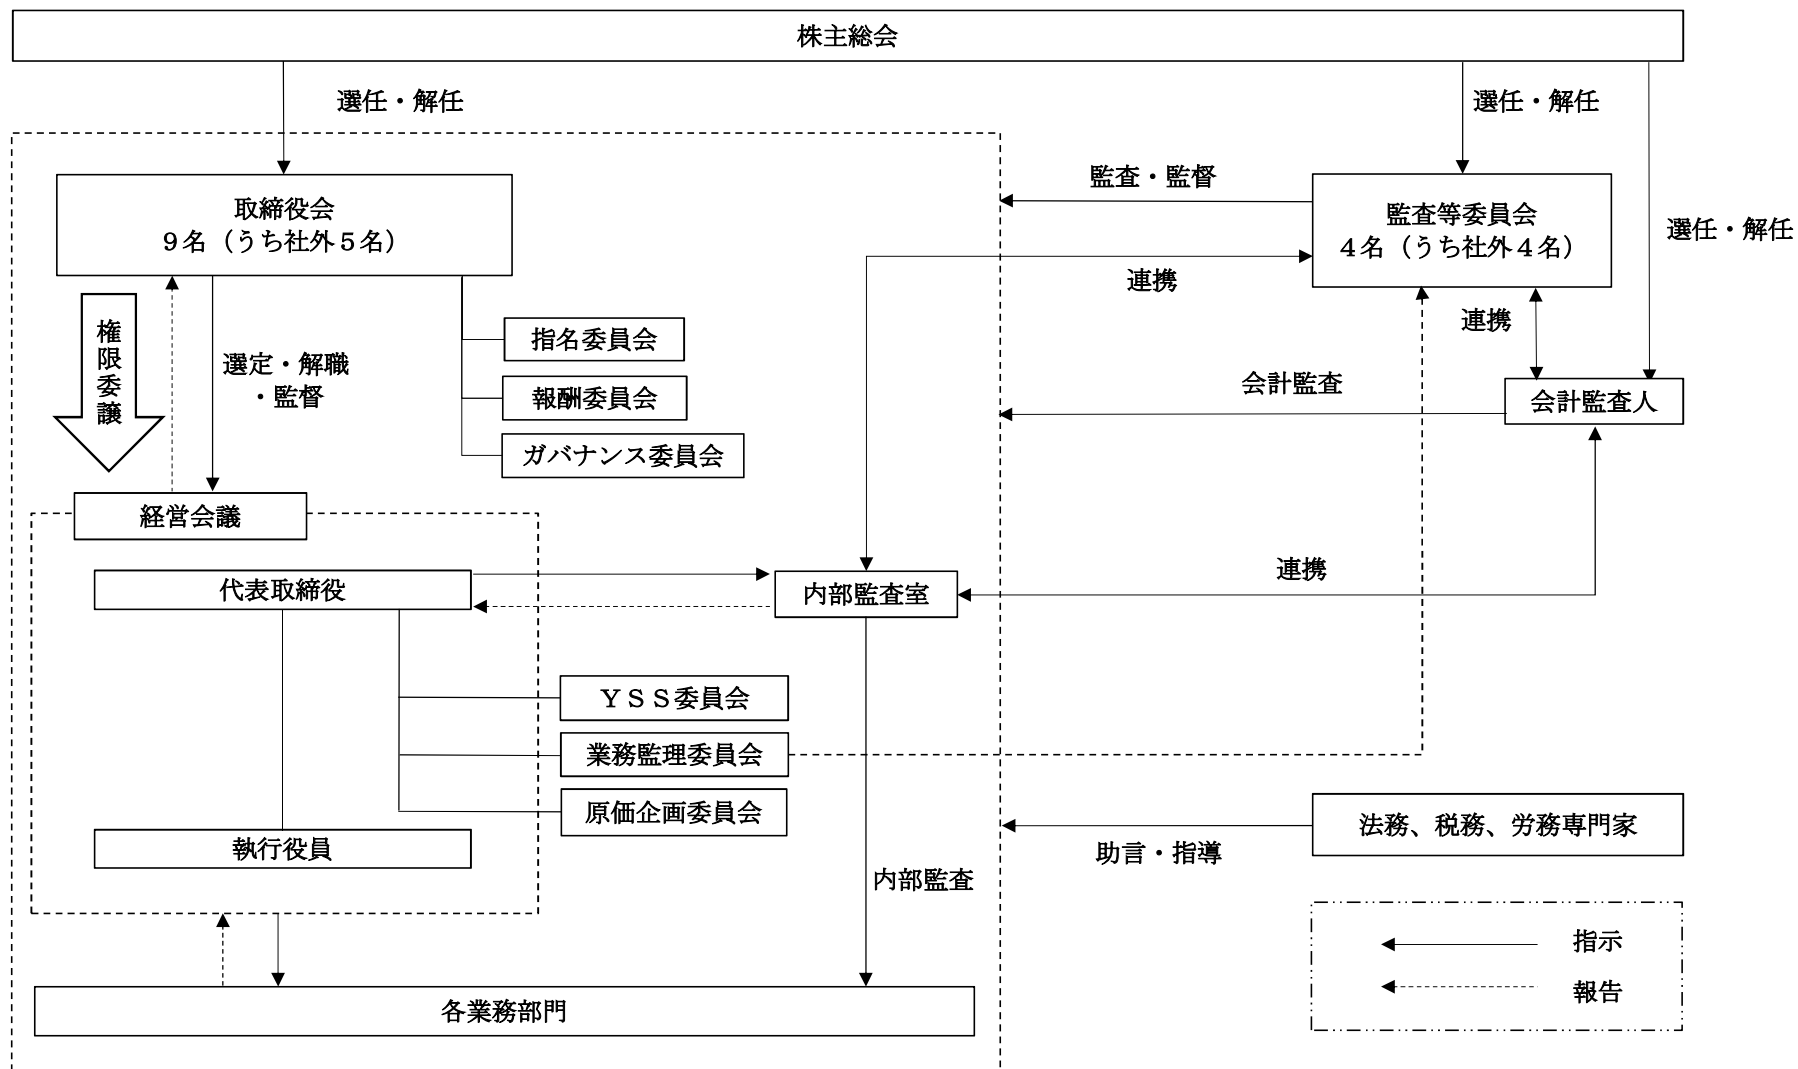 株主総会
選任・解任
選任・解任
選任・解任
取締役会
９名（うち社外５名）
監査・監督
監査等委員会
４名（うち社外４名）
連携
連携
権限委譲
選定・解職
・監督
指名委員会
報酬委員会
ガバナンス委員会
会計監査
会計監査人
経営会議
代表取締役
内部監査室
連携
ＹＳＳ委員会
業務監理委員会
原価企画委員会
執行役員
内部監査
法務、税務、労務専門家
助言・指導
各業務部門
指示
報告